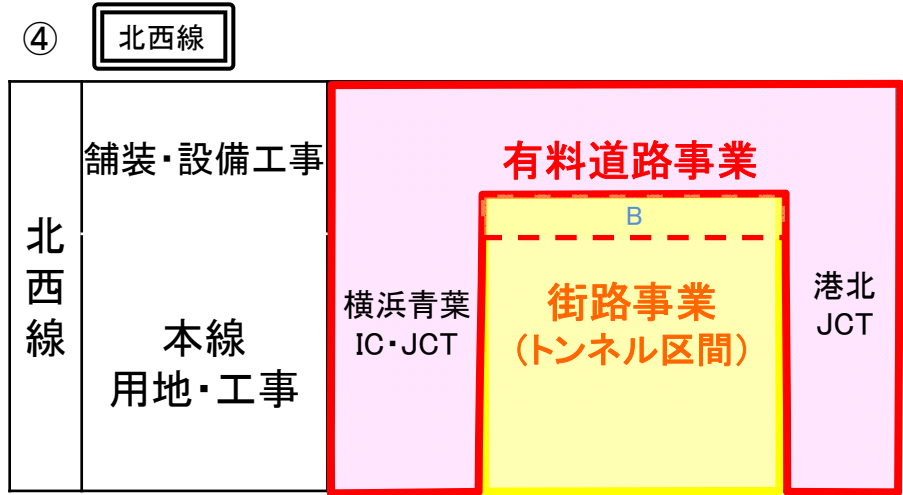 ④
北西線
北西線
舗装・設備工事
本線
用地・工事
有料道路事業
B
横浜青葉
IC・JCT
街路事業
（トンネル区間）
港北
JCT